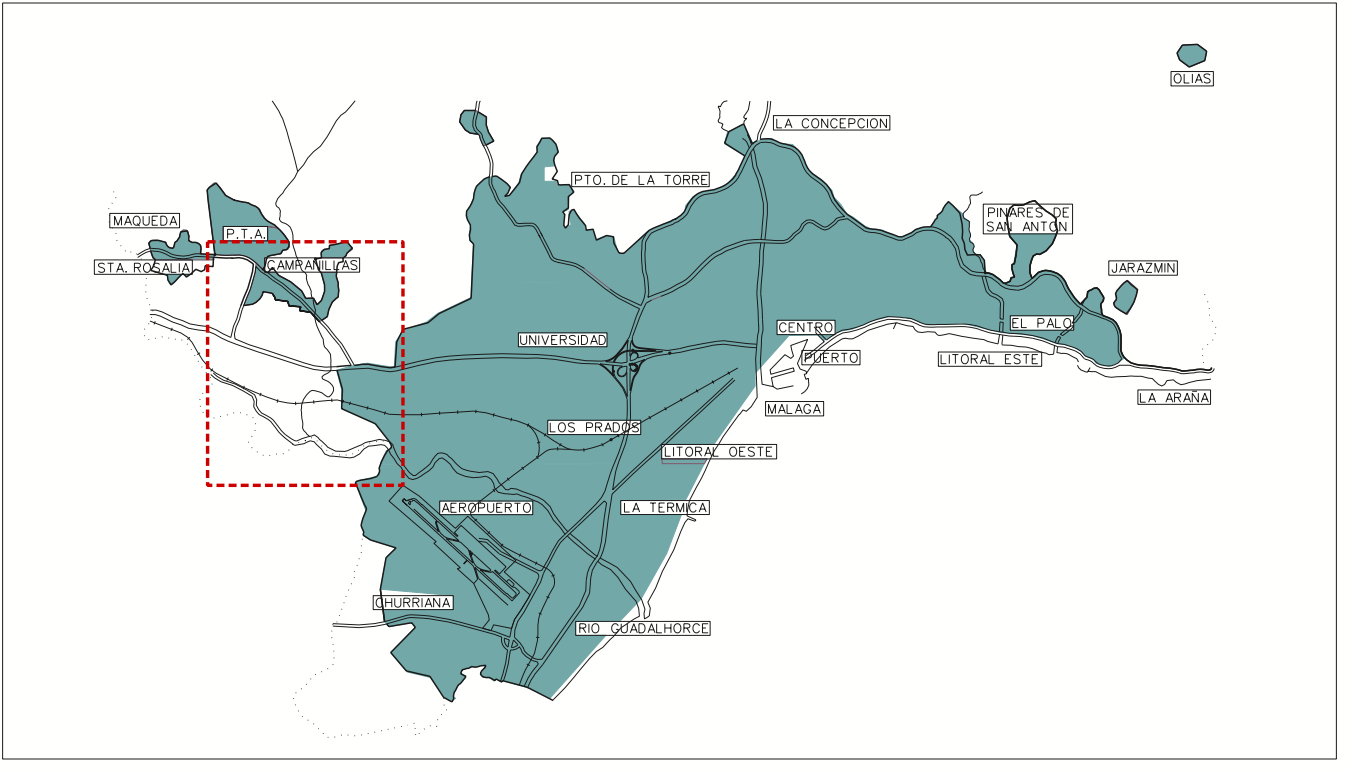 OLIAS
LA CONCEPCION
PTO. DE LA TORRE
MAQUEDA
P.T.A.
PINARES DE
SAN ANTON
STA. ROSALIA
CAMPANILLAS
JARAZMIN
EL PALO
CENTRO
UNIVERSIDAD
PUERTO
LITORAL ESTE
LA ARAÑA
MALAGA
LOS PRADOS
LITORAL OESTE
AEROPUERTO
LA TERMICA
CHURRIANA
RIO GUADALHORCE